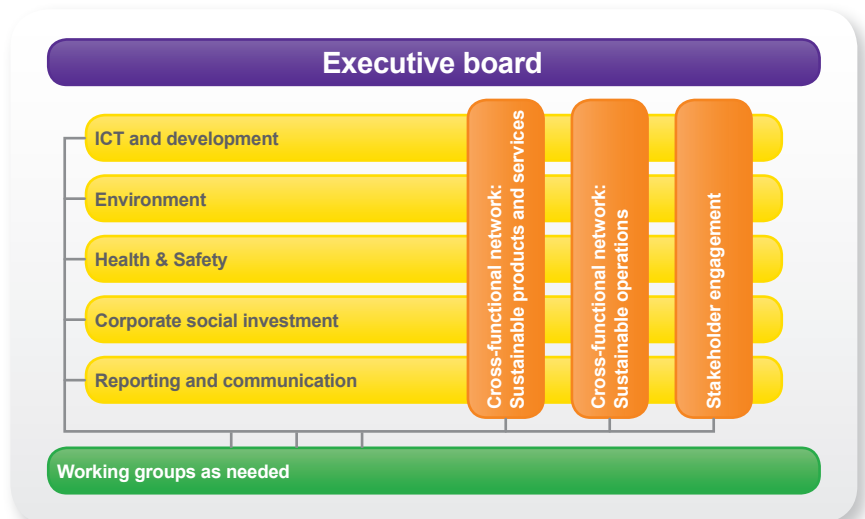 Executive board
ICT and development
Environment
Health & Safety
Corporate social investment
Reporting and communication
Cross-functional network:
Sustainable products and services
Cross-functional network:
Sustainable operations
Stakeholder engagement
Working groups as needed